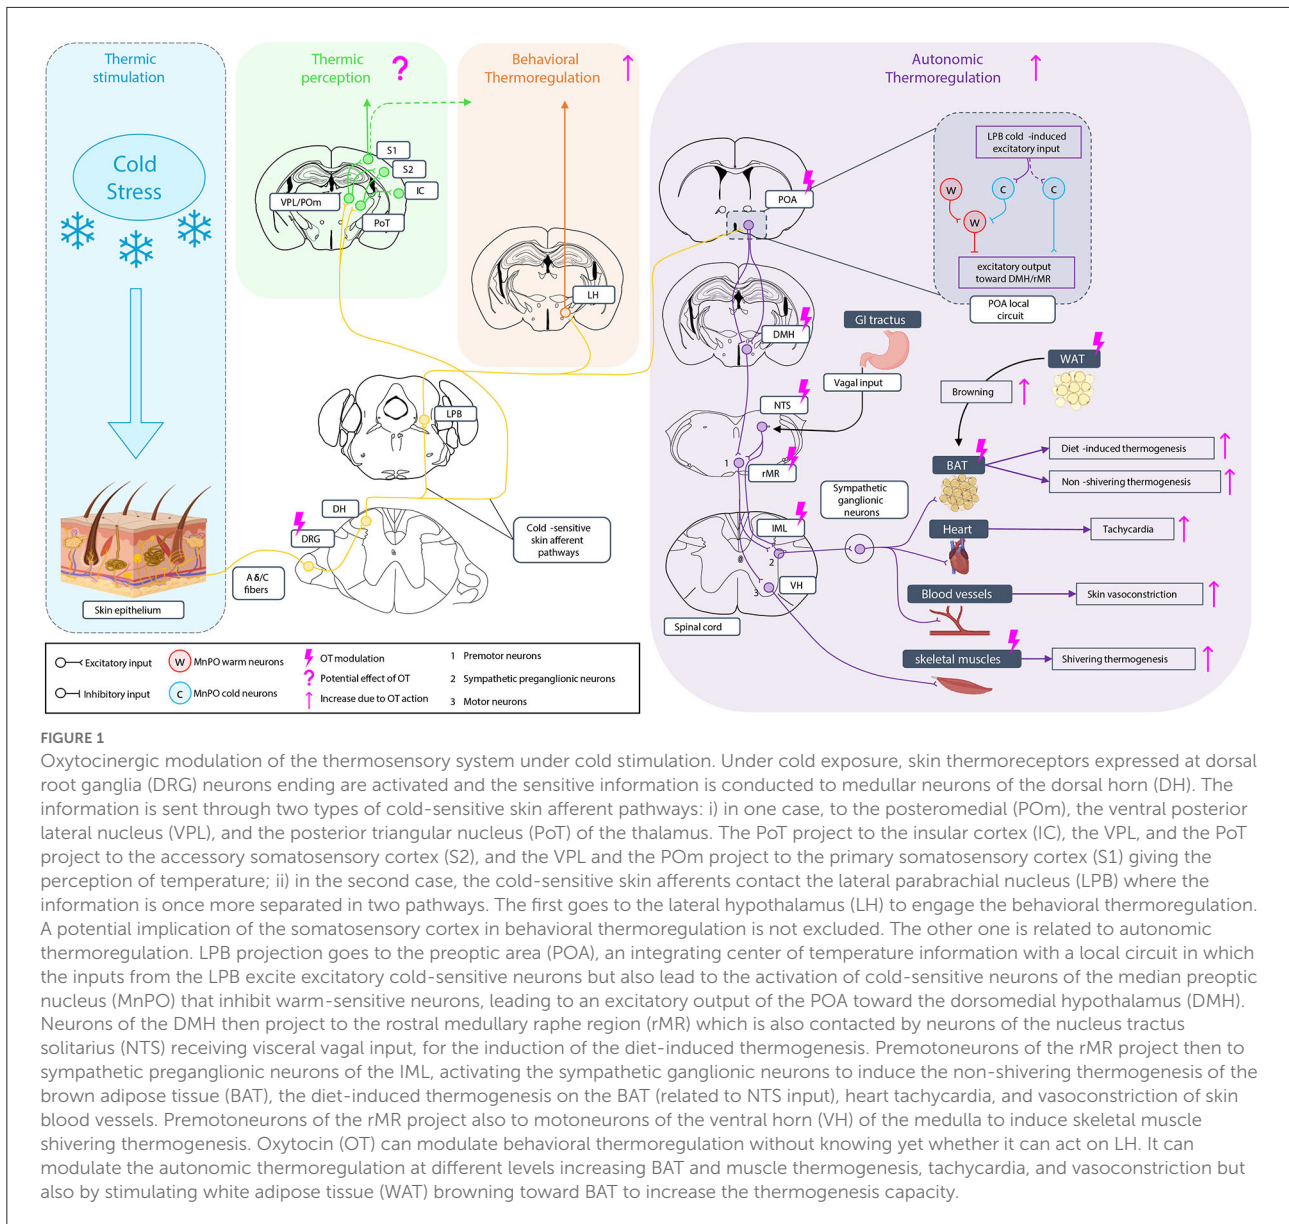 Thermic
stimulation
Cold
Stress
Skin epithelium
Thermic
perception
?
S1
S2
IC
VPL/POm
PoT
Behavioral
Thermoregulation
LH
LPB
DH
DRG
Aδ/C
fibers
Cold -sensitive
skin afferent
pathways
Autonomic
Thermoregulation
POA
LPB cold -induced
excitatory input
W
C
C
W
excitatory output
toward DMH/rMR
POA local
circuit
DMH
GI tractus
Vagal input
NTS
1
rMR
WAT
Browning
BAT
Diet -induced thermogenesis
Non -shivering thermogenesis
Sympathetic
ganglionic
neurons
IML
2
VH
3
Spinal cord
Heart
Tachycardia
Blood vessels
Skin vasoconstriction
skeletal muscles
Shivering thermogenesis
Excitatory input
Inhibitory input
W MnPO warm neurons
C MnPO cold neurons
OT modulation
? Potential effect of OT
Increase due to OT action
1 Premotor neurons
2 Sympathetic preganglionic neurons
3 Motor neurons
FIGURE 1
Oxytocinergic modulation of the thermosensory system under cold stimulation. Under cold exposure, skin thermoreceptors expressed at dorsal
root ganglia (DRG) neurons ending are activated and the sensitive information is conducted to medullar neurons of the dorsal horn (DH). The
information is sent through two types of cold-sensitive skin afferent pathways: i) in one case, to the posteromedial (POm), the ventral posterior
lateral nucleus (VPL), and the posterior triangular nucleus (PoT) of the thalamus. The PoT project to the insular cortex (IC), the VPL, and the PoT
project to the accessory somatosensory cortex (S2), and the VPL and the POm project to the primary somatosensory cortex (S1) giving the
perception of temperature; ii) in the second case, the cold-sensitive skin afferents contact the lateral parabrachial nucleus (LPB) where the
information is once more separated in two pathways. The first goes to the lateral hypothalamus (LH) to engage the behavioral thermoregulation.
A potential implication of the somatosensory cortex in behavioral thermoregulation is not excluded. The other one is related to autonomic
thermoregulation. LPB projection goes to the preoptic area (POA), an integrating center of temperature information with a local circuit in which
the inputs from the LPB excite excitatory cold-sensitive neurons but also lead to the activation of cold-sensitive neurons of the median preoptic
nucleus (MnPO) that inhibit warm-sensitive neurons, leading to an excitatory output of the POA toward the dorsomedial hypothalamus (DMH).
Neurons of the DMH then project to the rostral medullary raphe region (rMR) which is also contacted by neurons of the nucleus tractus
solitarius (NTS) receiving visceral vagal input, for the induction of the diet-induced thermogenesis. Premotoneurons of the rMR project then to
sympathetic preganglionic neurons of the IML, activating the sympathetic ganglionic neurons to induce the non-shivering thermogenesis of the
brown adipose tissue (BAT), the diet-induced thermogenesis on the BAT (related to NTS input), heart tachycardia, and vasoconstriction of skin
blood vessels. Premotoneurons of the rMR project also to motoneurons of the ventral horn (VH) of the medulla to induce skeletal muscle
shivering thermogenesis. Oxytocin (OT) can modulate behavioral thermoregulation without knowing yet whether it can act on LH. It can
modulate the autonomic thermoregulation at different levels increasing BAT and muscle thermogenesis, tachycardia, and vasoconstriction but
also by stimulating white adipose tissue (WAT) browning toward BAT to increase the thermogenesis capacity.